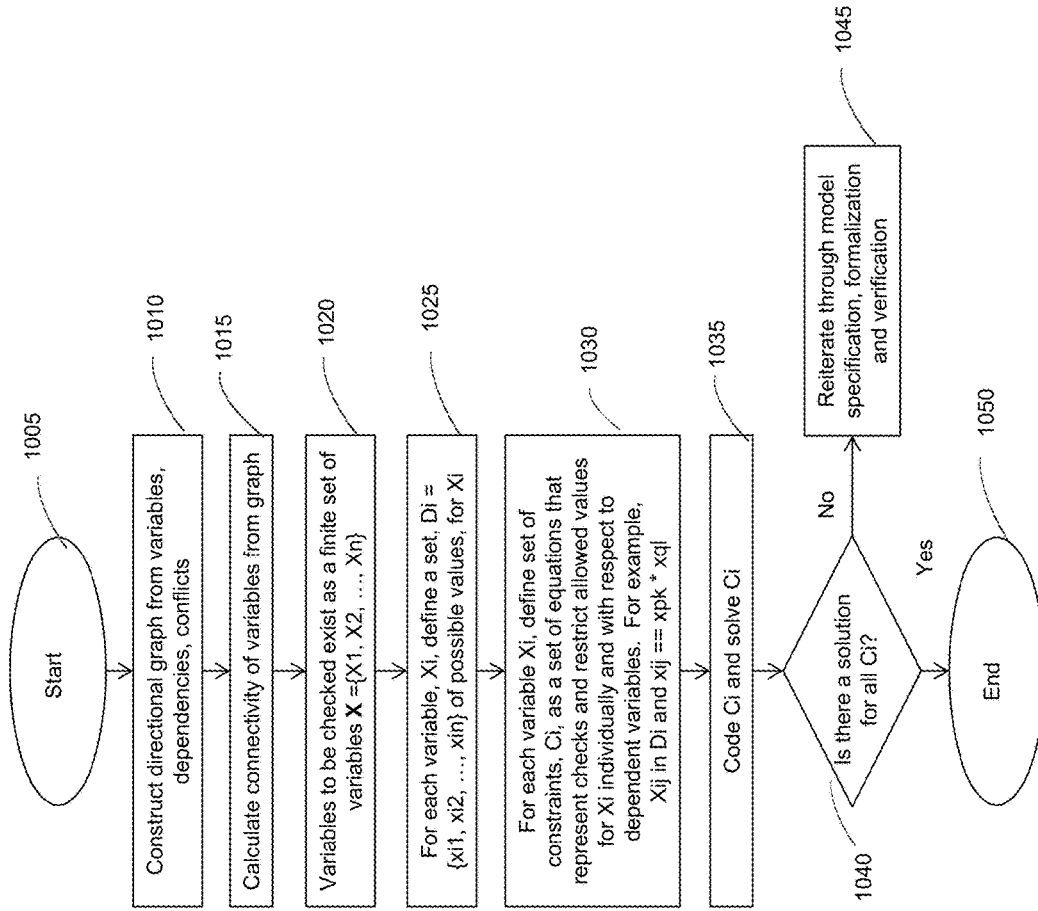 Start
1005
Construct directional graph from variables,
dependencies, conflicts
1010
Calculate connectivity of variables from graph
1015
Variables to be checked exist as a finite set of
variables X ={X1, X2, ..., Xn}
1020
For each variable, Xi, define a set, Di =
{xi1, xi2, ..., xin} of possible values, for Xi
1025
For each variable Xi, define set of
constraints, Ci, as a set of equations that
represent checks and restrict allowed values
for Xi individually and with respect to
dependent variables. For example,
Xij in Di and xij == xpk * xql
1030
Code Ci and solve Ci
1035
Is there a solution
for all Ci?
1040
No
Reiterate through model
specification, formalization
and verification
1045
Yes
End
1050